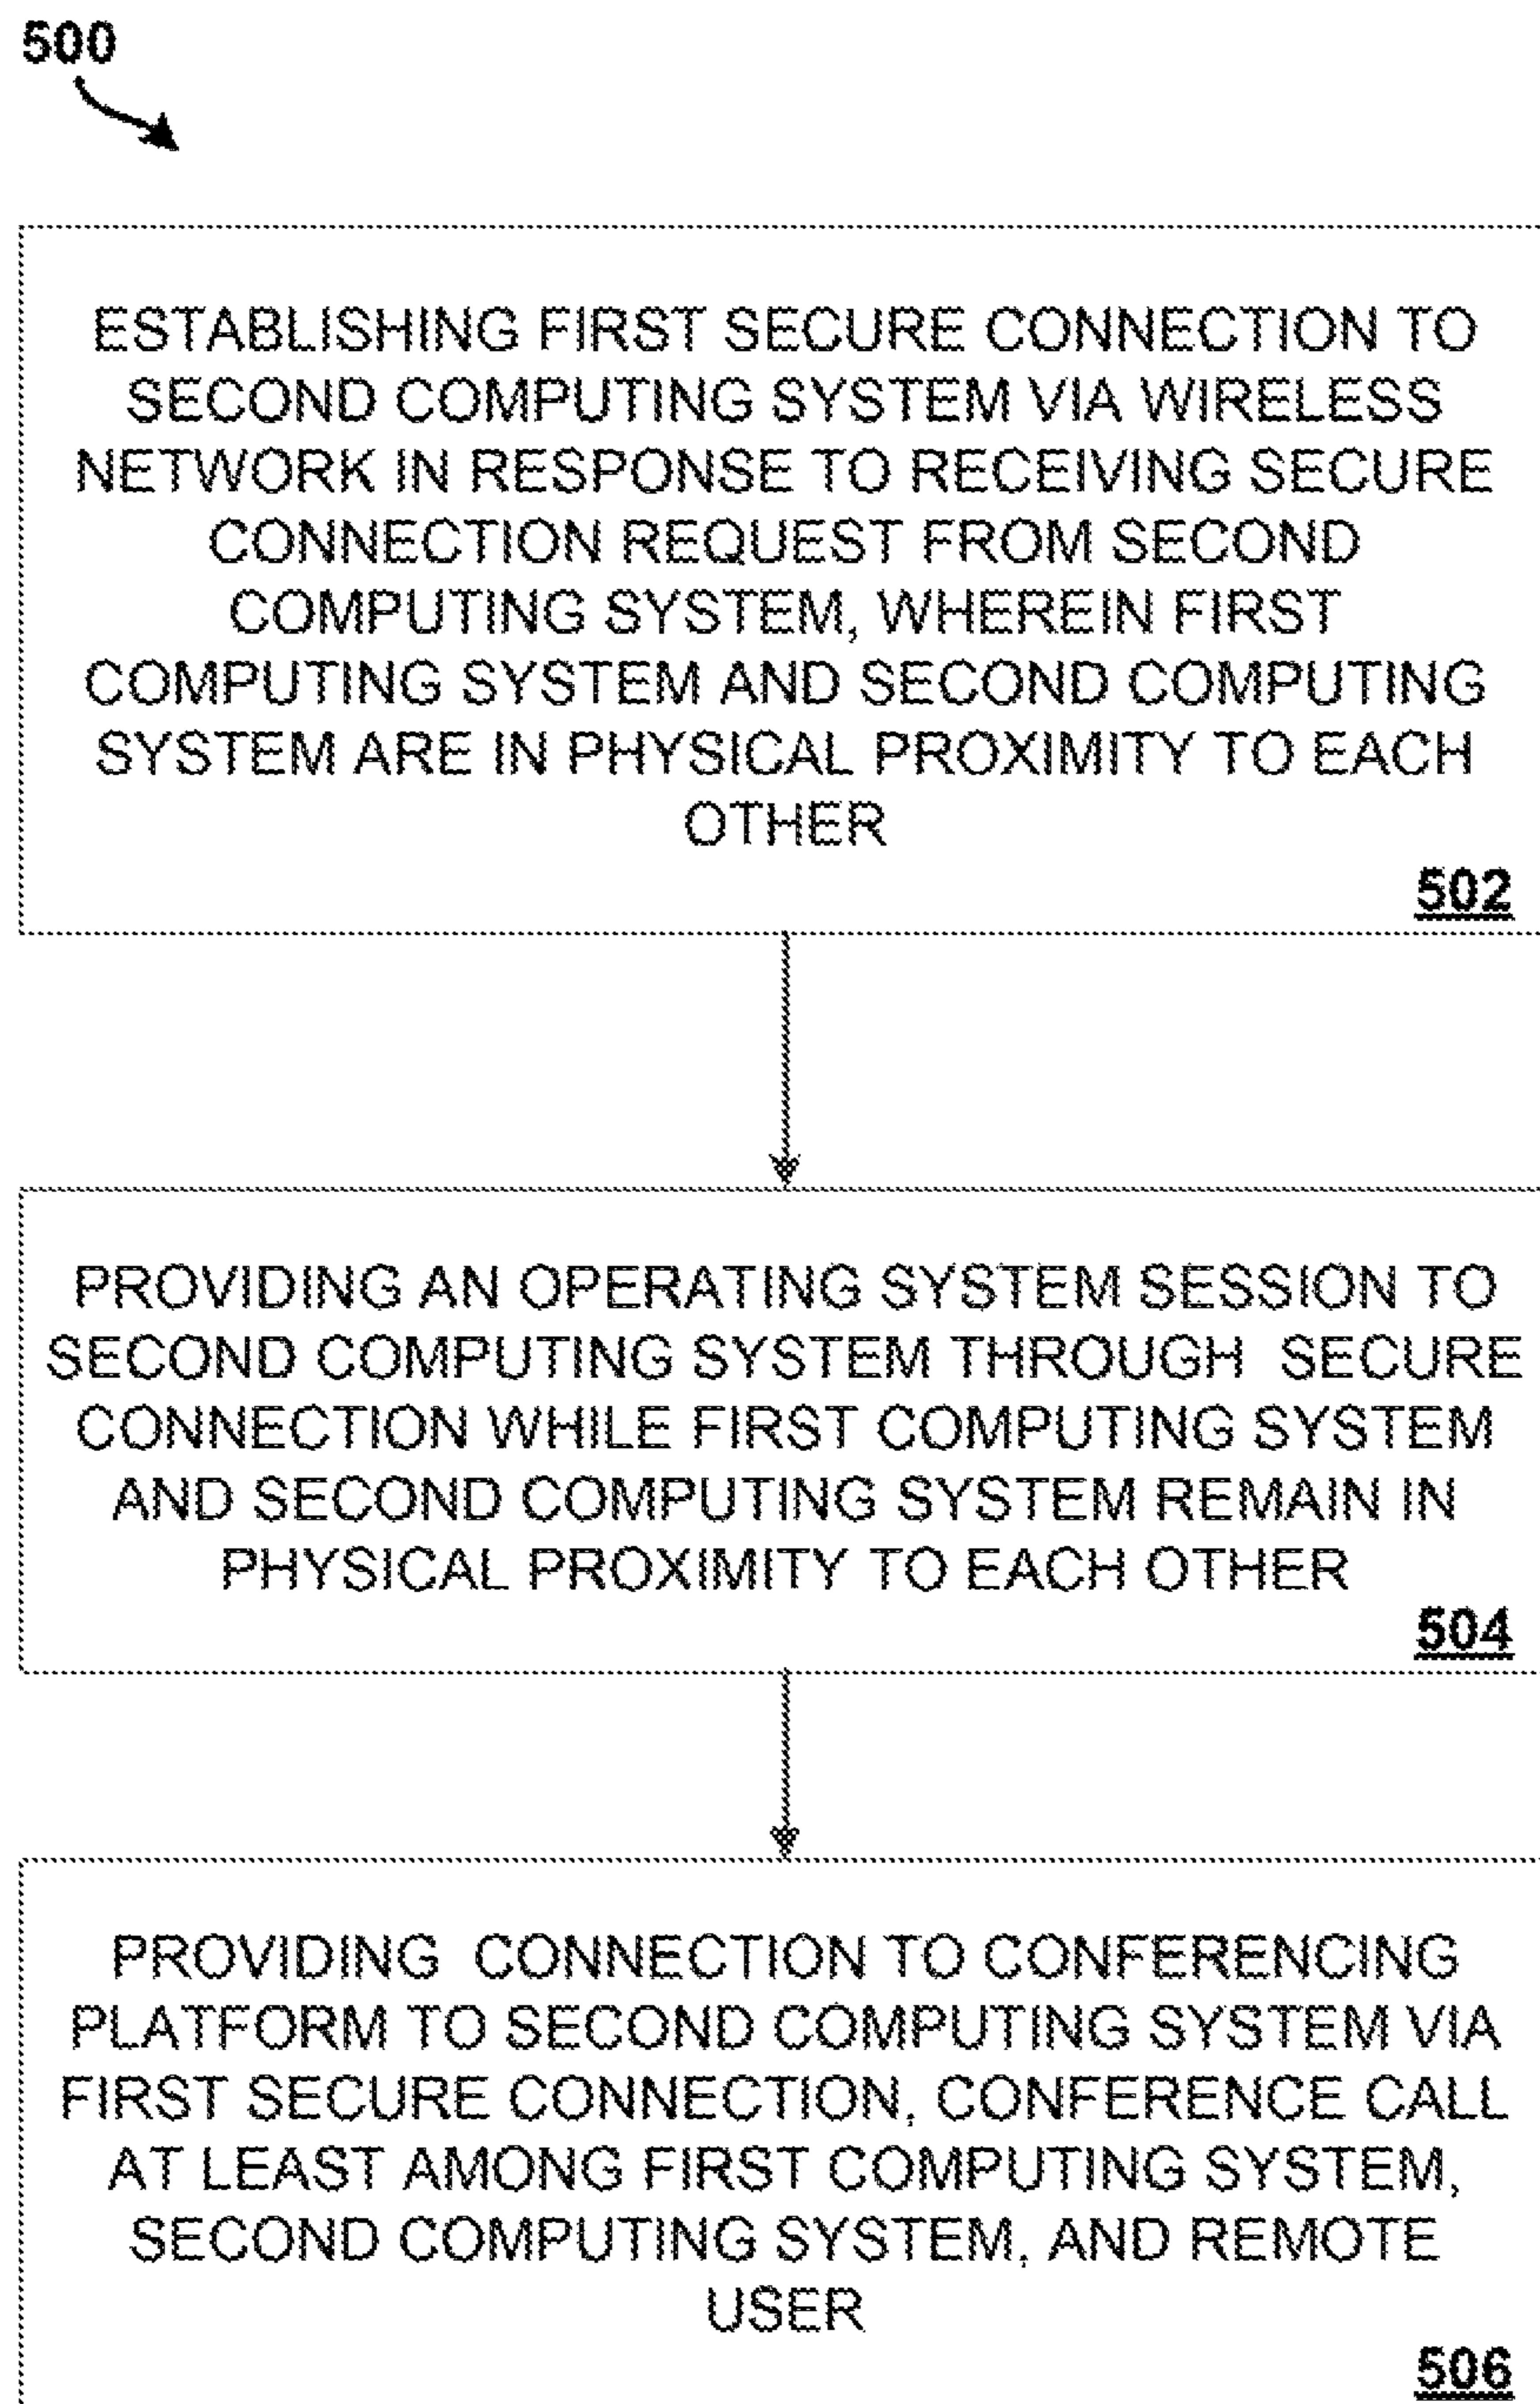 500
ESTABLISHING FIRST SECURE CONNECTION TO
SECOND COMPUTING SYSTEM VIA WIRELESS
NETWORK IN RESPONSE TO RECEIVING SECURE
CONNECTION REQUEST FROM SECOND
COMPUTING SYSTEM, WHEREIN FIRST
COMPUTING SYSTEM AND SECOND COMPUTING
SYSTEM ARE IN PHYSICAL PROXIMITY TO EACH
OTHER
502
PROVIDING AN OPERATING SYSTEM SESSION TO
SECOND COMPUTING SYSTEM THROUGH SECURE
CONNECTION WHILE FIRST COMPUTING SYSTEM
AND SECOND COMPUTING SYSTEM REMAIN IN
PHYSICAL PROXIMITY TO EACH OTHER
504
PROVIDING CONNECTION TO CONFERENCING
PLATFORM TO SECOND COMPUTING SYSTEM VIA
FIRST SECURE CONNECTION, CONFERENCE CALL
AT LEAST AMONG FIRST COMPUTING SYSTEM,
SECOND COMPUTING SYSTEM, AND REMOTE
USER
506